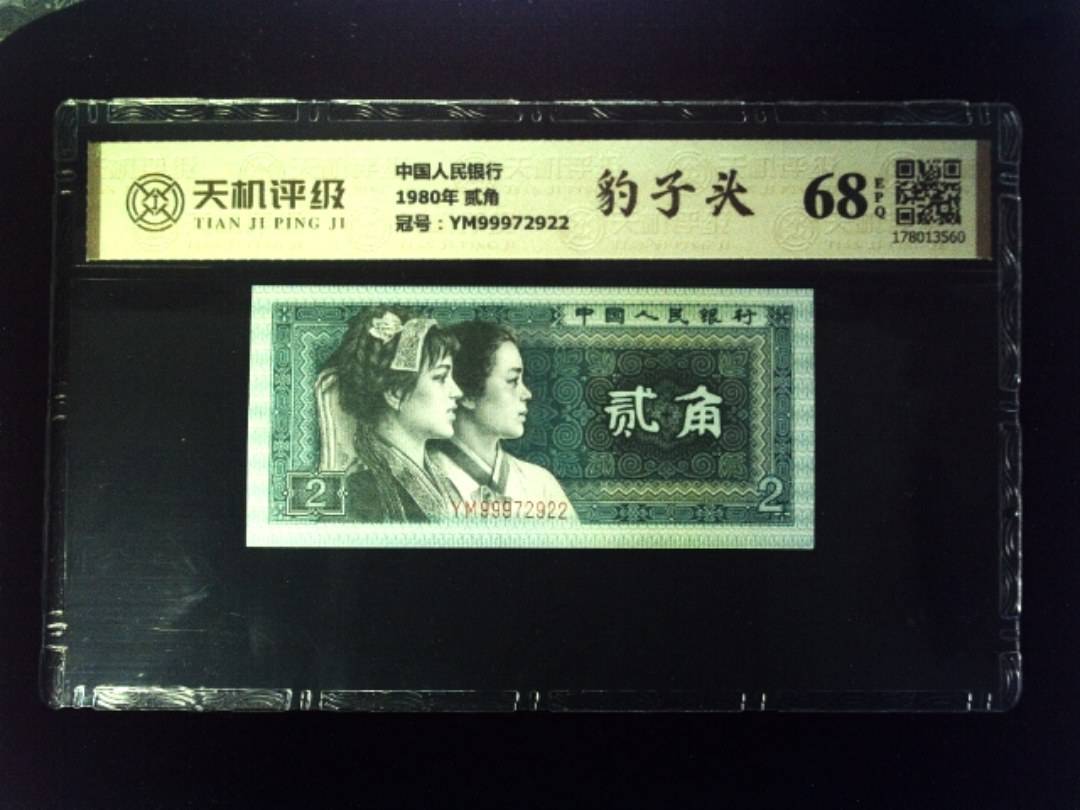 天机评级
TIAN JI PING JI
中国人民银行
1980年 贰角
冠号：YM99972922
豹子头
68
EPQ
178013560
中国人民银行
贰角
2
2
YM99972922